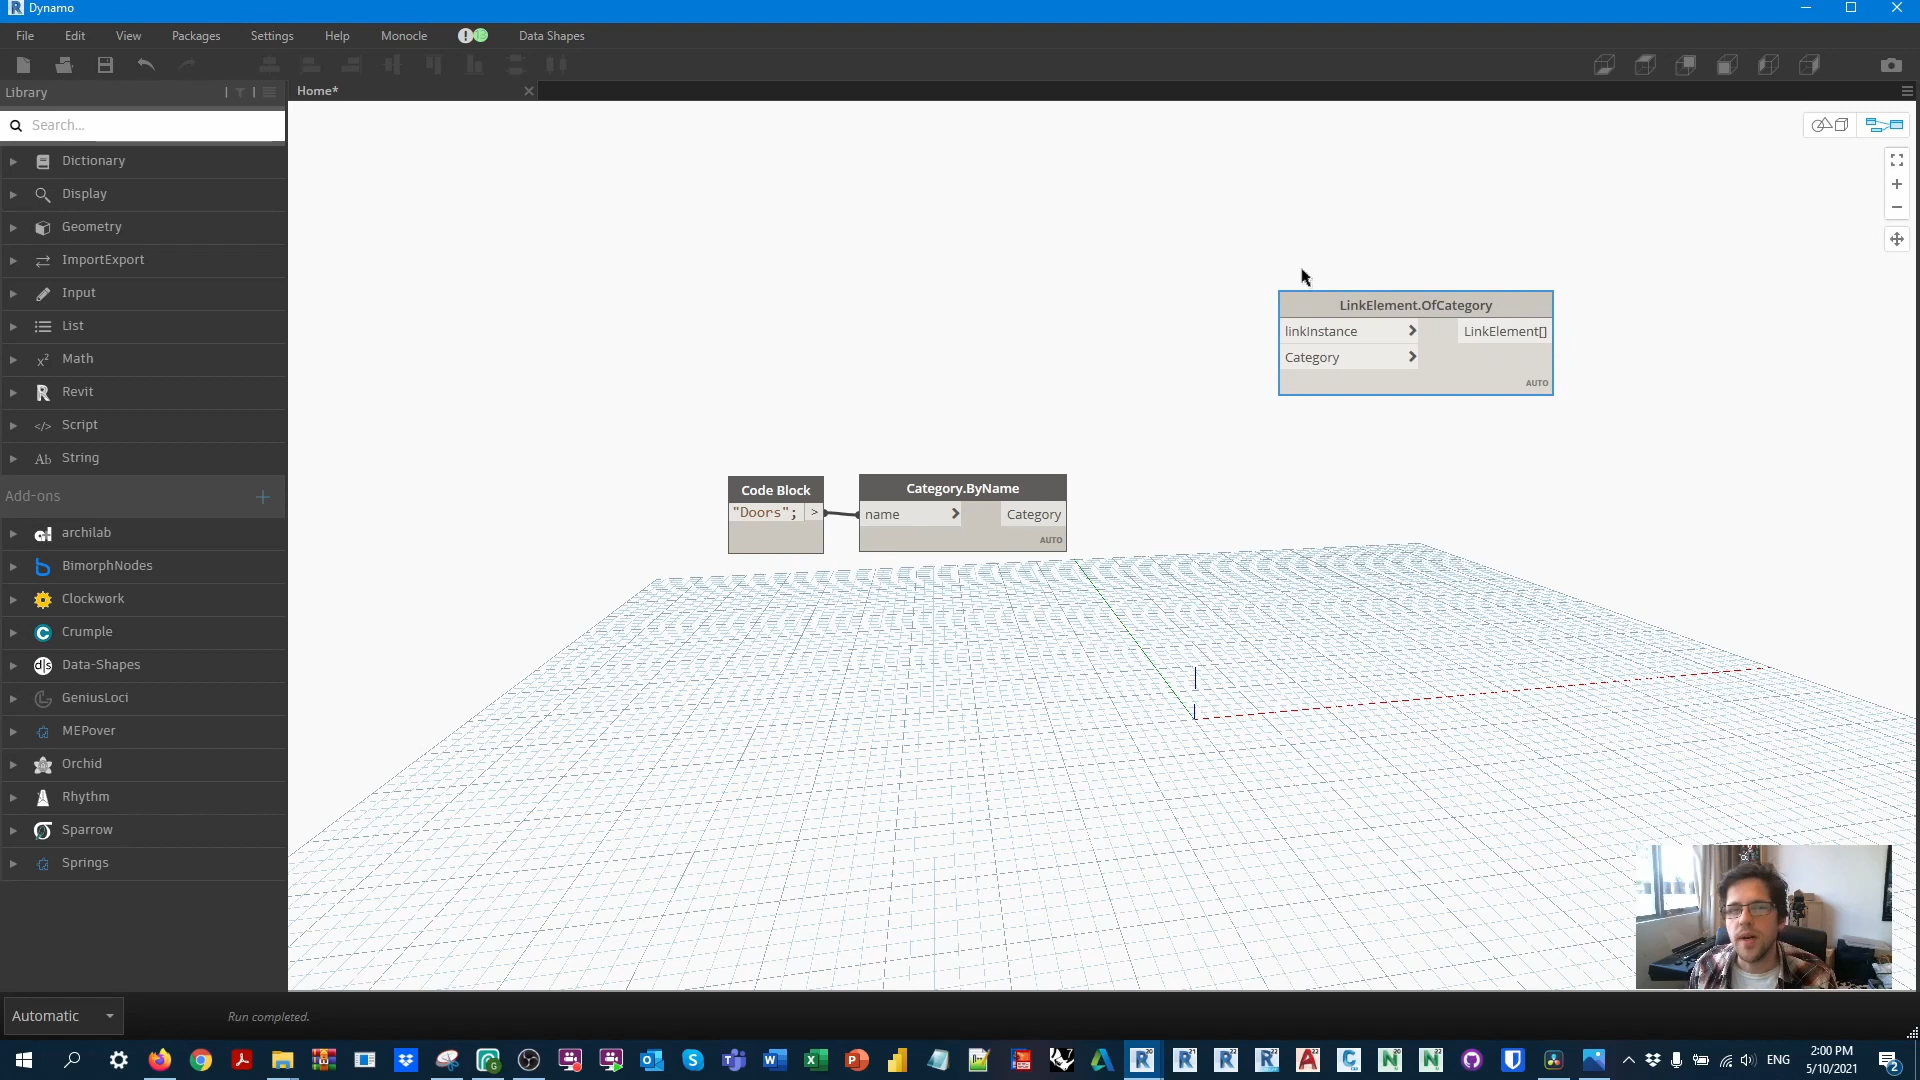 Dynamo
File Edit View Packages Settings Help Monocle Data Shapes
Library
Home*
Search...
Dictionary
Display
Geometry
ImportExport
Input
List
Math
Revit
Script
String
Add-ons
archilab
BimorphNodes
Clockwork
Crumple
Data-Shapes
GeniusLoci
MEPover
Orchid
Rhythm
Sparrow
Springs
LinkElement.OfCategory
linkInstance > LinkElement[]
Category >
AUTO
Code Block
"Doors"; >
Category.ByName
name > Category
AUTO
Automatic
Run completed.
ENG
2:00 PM
5/10/2021
2